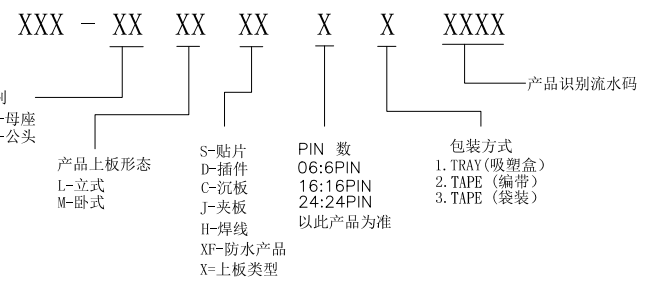 XXX - XX XX XX X X XXXX
产品识别流水码
-母座
-公头
产品上板形态
L-立式
M-卧式
S-贴片
D-插件
C-沉板
J-夹板
H-焊线
XF-防水产品
X=上板类型
PIN 数
06:6PIN
16:16PIN
24:24PIN
以此产品为准
包装方式
1.TRAY(吸塑盒)
2.TAPE (编带)
3.TAPE (袋装)